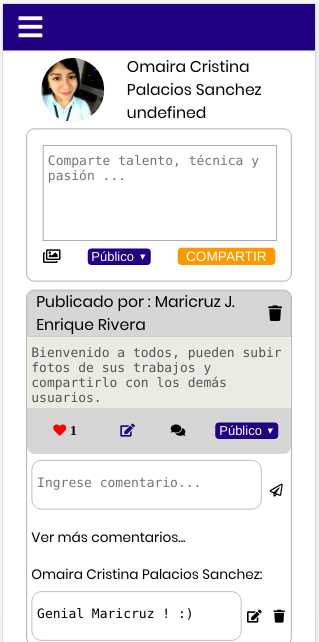 Omaira Cristina
Palacios Sanchez
undefined
Comparte talento, técnica y
pasión ...
Público ▼
COMPARTIR
Publicado por : Maricruz J.
Enrique Rivera
Bienvenido a todos, pueden subir
fotos de sus trabajos y
compartirlo con los demás
usuarios.
1
Público ▼
Ingrese comentario...
Ver más comentarios...
Omaira Cristina Palacios Sanchez:
Genial Maricruz ! :)